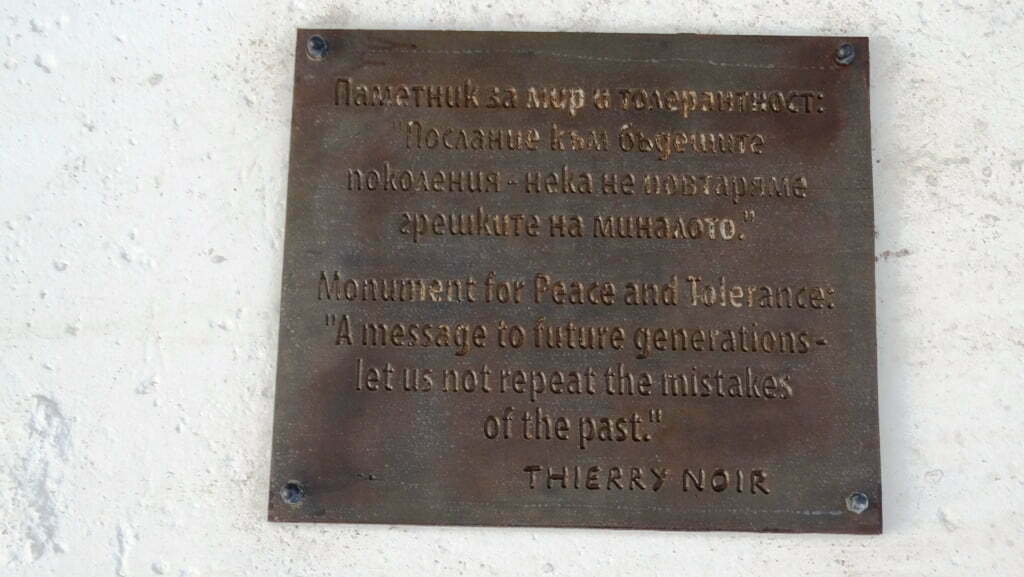 Паметник за мир и толерантност:
"Послание към бъдещите
поколения - нека не повтаряме
грешките на миналото."
Monument for Peace and Tolerance:
"A message to future generations -
let us not repeat the mistakes
of the past."
THIERRY NOIR